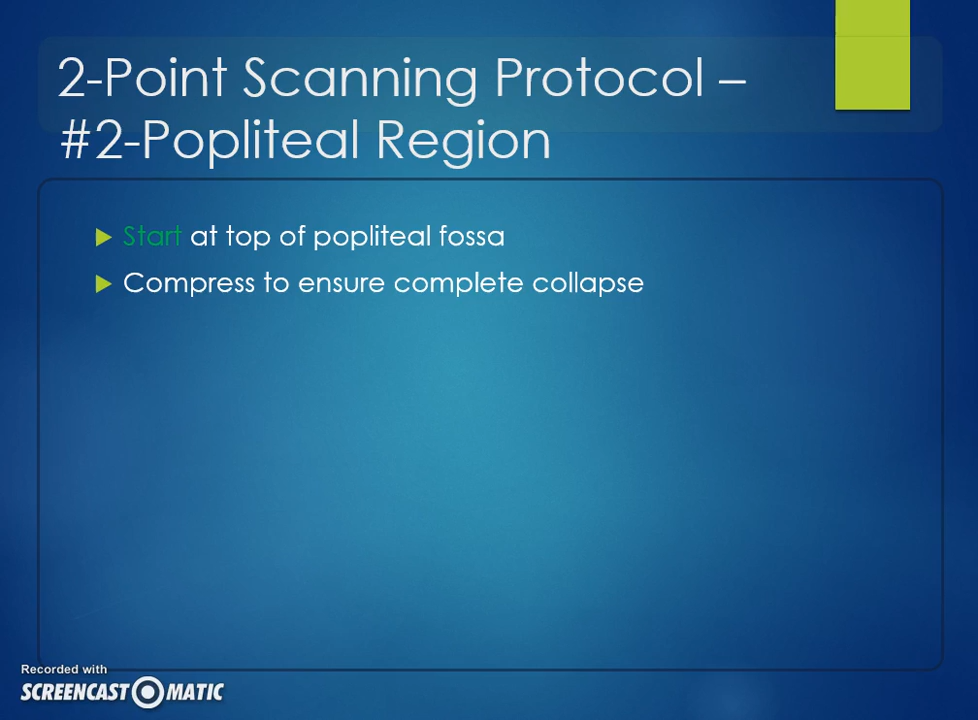 2-Point Scanning Protocol –
#2-Popliteal Region
Start at top of popliteal fossa
Compress to ensure complete collapse
Recorded with
SCREENCAST O MATIC